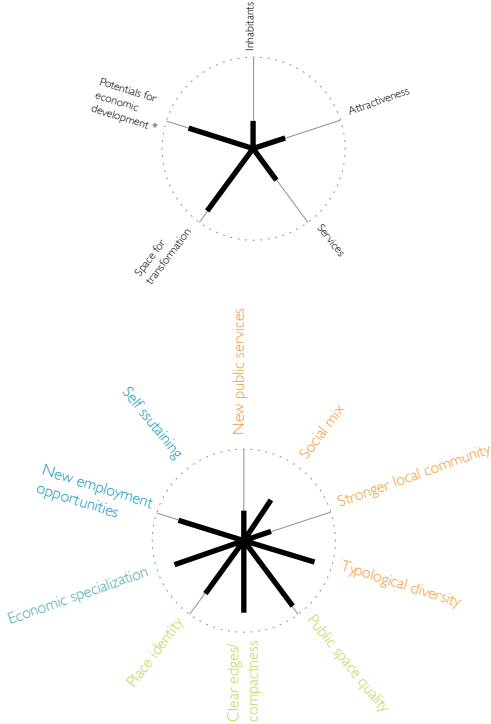 Inhabitants
Attractiveness
Potentials for
economic
development *
Services
Space for
transformation
New public services
Self ssutaining
Social mix
Stronger local community
New employment
opportunities
Typological diversity
Economic specialization
Place identity
Clear edges/
compactness
Public space quality